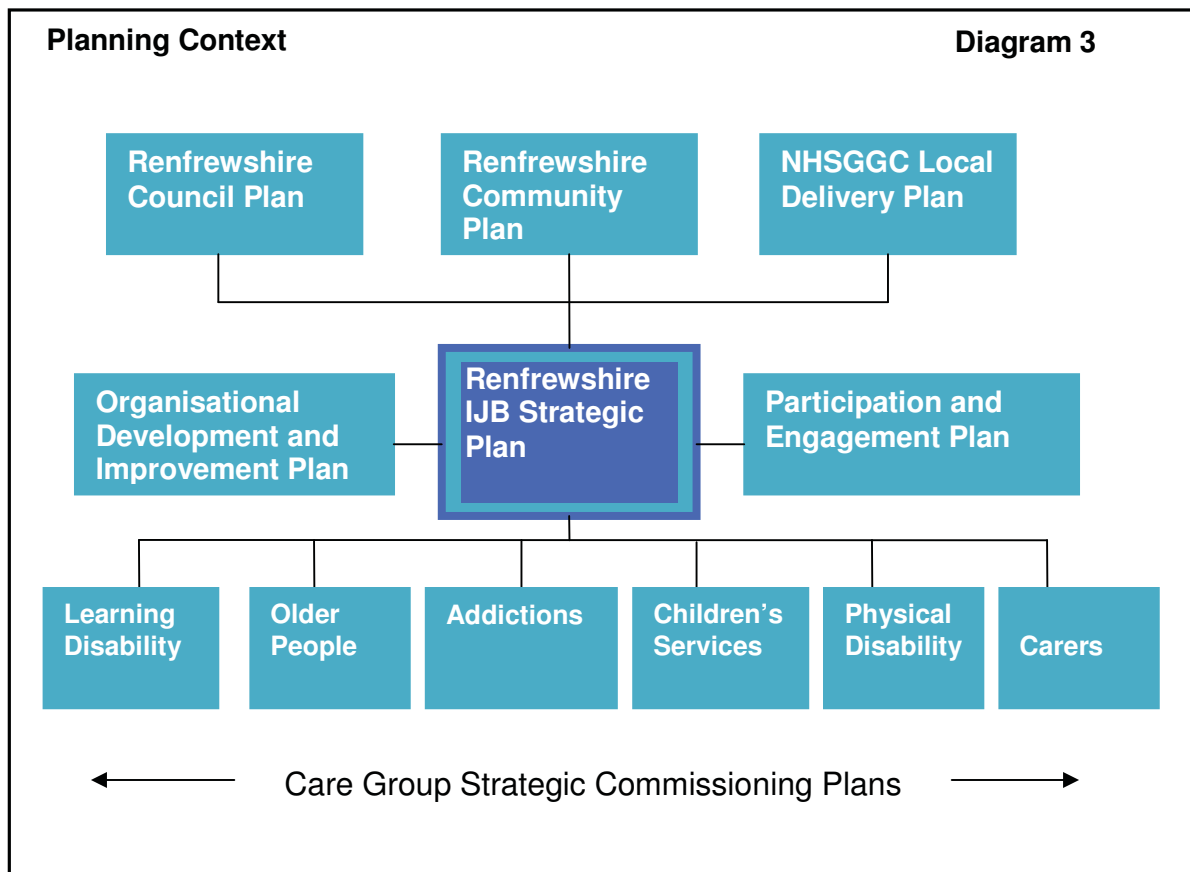 Planning Context
Diagram 3
Renfrewshire
Council Plan
Renfrewshire
Community
Plan
NHSGGC Local
Delivery Plan
Organisational
Development and
Improvement Plan
Renfrewshire
IJB Strategic
Plan
Participation and
Engagement Plan
Learning
Disability
Older
People
Addictions
Children’s
Services
Physical
Disability
Carers
Care Group Strategic Commissioning Plans